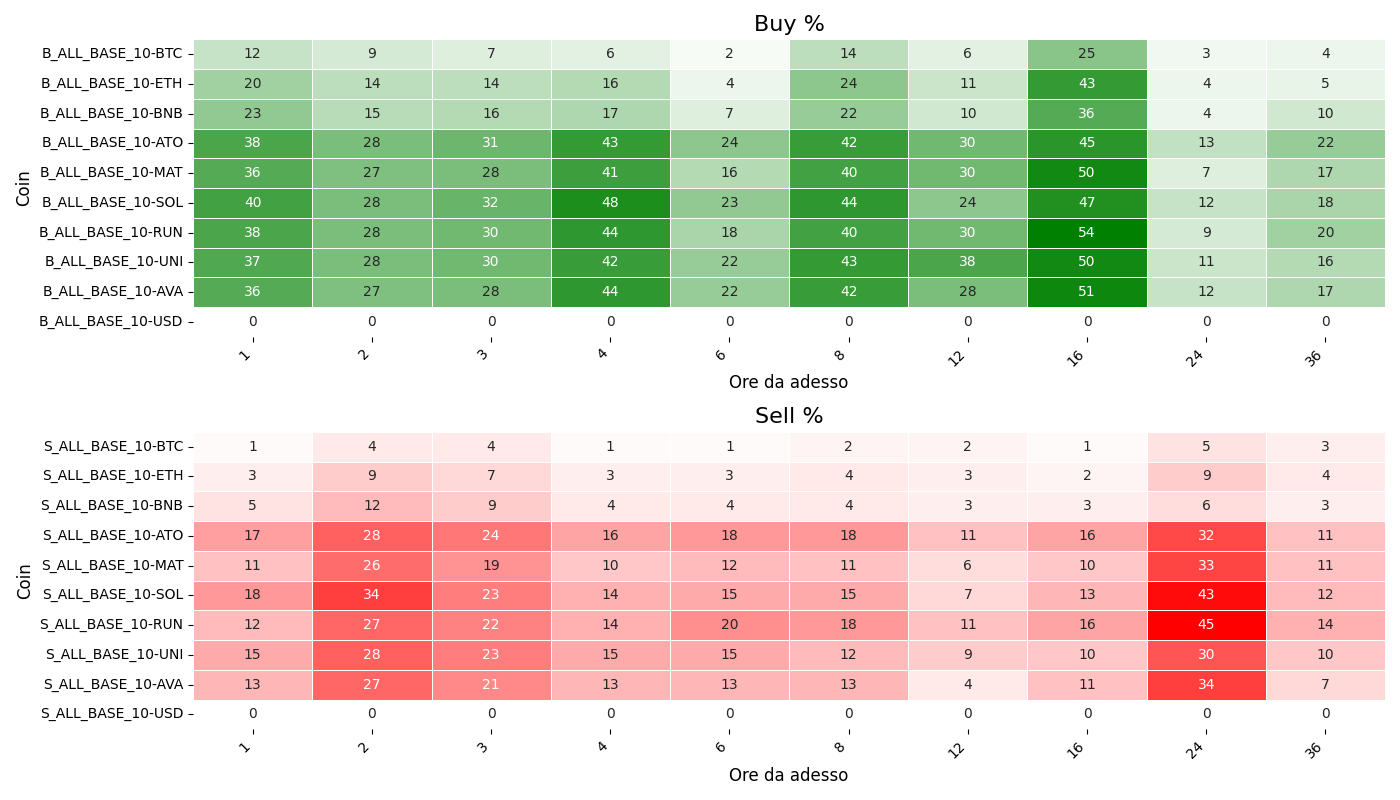 Buy %
Coin
B_ALL_BASE_10-BTC 12 9 7 6 2 14 6 25 3 4
B_ALL_BASE_10-ETH 20 14 14 16 4 24 11 43 4 5
B_ALL_BASE_10-BNB 23 15 16 17 7 22 10 36 4 10
B_ALL_BASE_10-ATO 38 28 31 43 24 42 30 45 13 22
B_ALL_BASE_10-MAT 36 27 28 41 16 40 30 50 7 17
B_ALL_BASE_10-SOL 40 28 32 48 23 44 24 47 12 18
B_ALL_BASE_10-RUN 38 28 30 44 18 40 30 54 9 20
B_ALL_BASE_10-UNI 37 28 30 42 22 43 38 50 11 16
B_ALL_BASE_10-AVA 36 27 28 44 22 42 28 51 12 17
B_ALL_BASE_10-USD 0 0 0 0 0 0 0 0 0 0
1 2 3 4 6 8 12 16 24 36
Ore da adesso
Sell %
Coin
S_ALL_BASE_10-BTC 1 4 4 1 1 2 2 1 5 3
S_ALL_BASE_10-ETH 3 9 7 3 3 4 3 2 9 4
S_ALL_BASE_10-BNB 5 12 9 4 4 4 3 3 6 3
S_ALL_BASE_10-ATO 17 28 24 16 18 18 11 16 32 11
S_ALL_BASE_10-MAT 11 26 19 10 12 11 6 10 33 11
S_ALL_BASE_10-SOL 18 34 23 14 15 15 7 13 43 12
S_ALL_BASE_10-RUN 12 27 22 14 20 18 11 16 45 14
S_ALL_BASE_10-UNI 15 28 23 15 15 12 9 10 30 10
S_ALL_BASE_10-AVA 13 27 21 13 13 13 4 11 34 7
S_ALL_BASE_10-USD 0 0 0 0 0 0 0 0 0 0
1 2 3 4 6 8 12 16 24 36
Ore da adesso